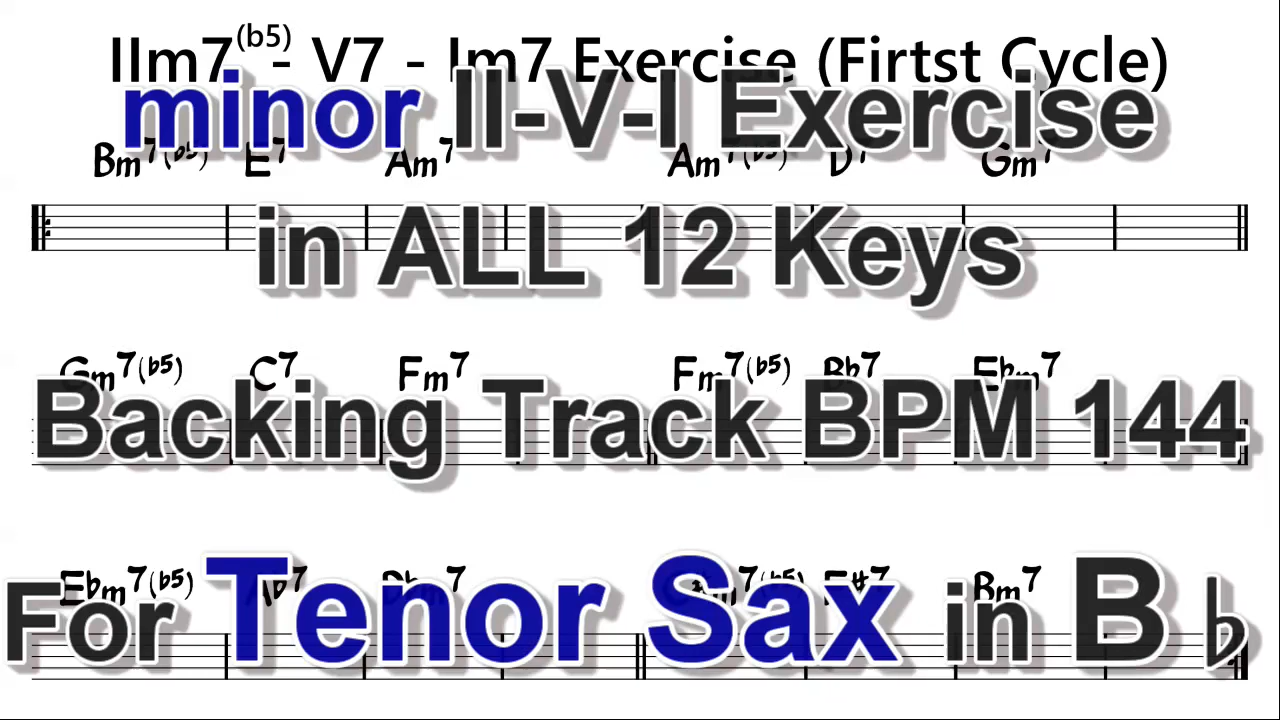 IIm7(b5) - V7 - Im7 Exercise (Firtst Cycle)
minor II-V-I Exercise
Bm7(b5) E7 Am7 Am7(b5) D7 Gm7
in ALL 12 Keys
Gm7(b5) C7 Fm7 Fm7(b5) Bb7 Ebm7
Backing Track BPM 144
Ebm7(b5) Ab7 Dbm7 C#m7(b5) F#7 Bm7
For Tenor Sax in B♭